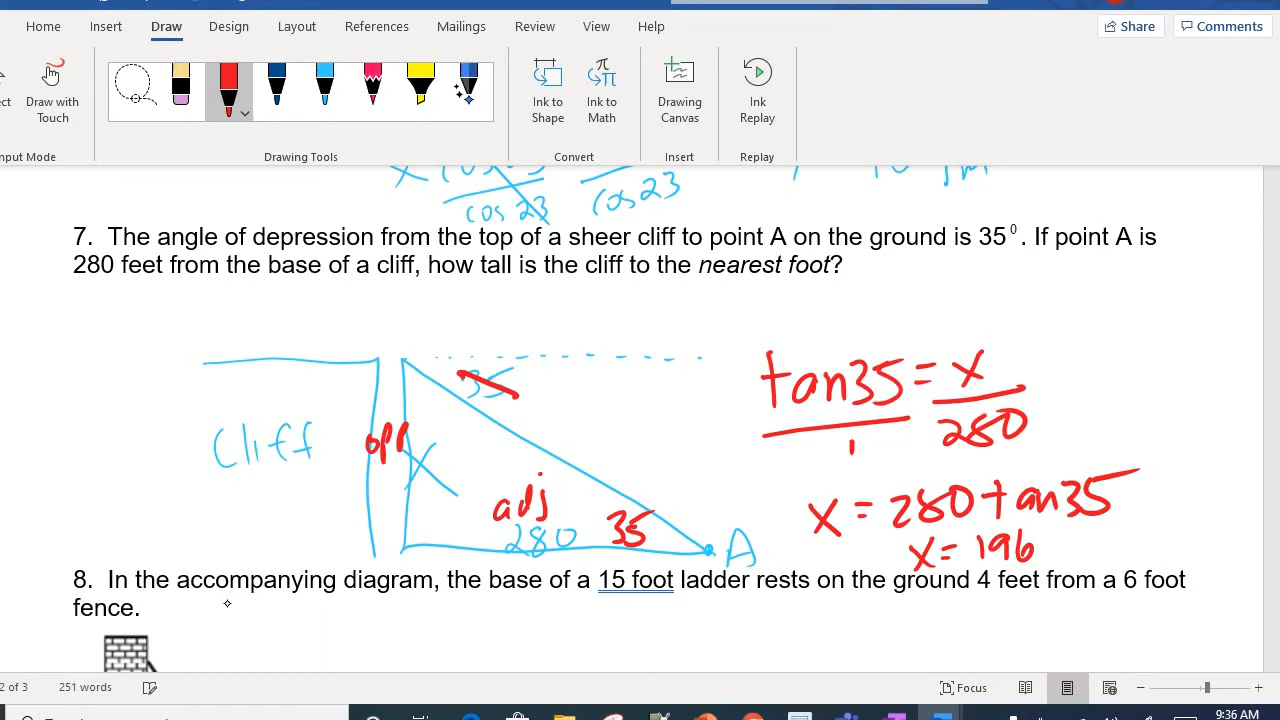 Home Insert Draw Design Layout References Mailings Review View Help Share Comments
Draw with Touch
Ink to Shape
Ink to Math
Drawing Canvas
Ink Replay
nput Mode Drawing Tools Convert Insert Replay
cos 23 cos 23
7. The angle of depression from the top of a sheer cliff to point A on the ground is 35⁰. If point A is
280 feet from the base of a cliff, how tall is the cliff to the nearest foot?
35
Cliff
opp
x
adj
280
35
A
tan35 = x
1 280
x = 280 tan35
x = 196
8. In the accompanying diagram, the base of a 15 foot ladder rests on the ground 4 feet from a 6 foot
fence.
2 of 3 251 words Focus
9:36 AM